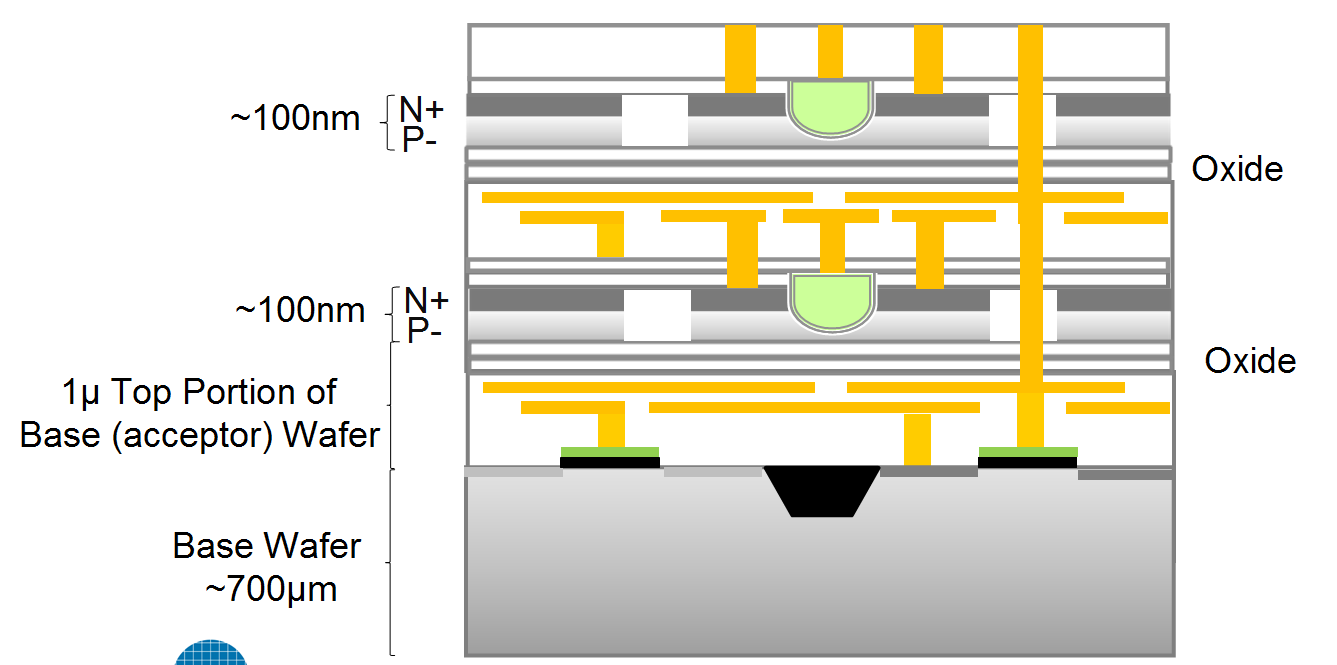 ~100nm
N+
P-
Oxide
~100nm
N+
P-
Oxide
1µ Top Portion of
Base (acceptor) Wafer
Base Wafer
~700µm